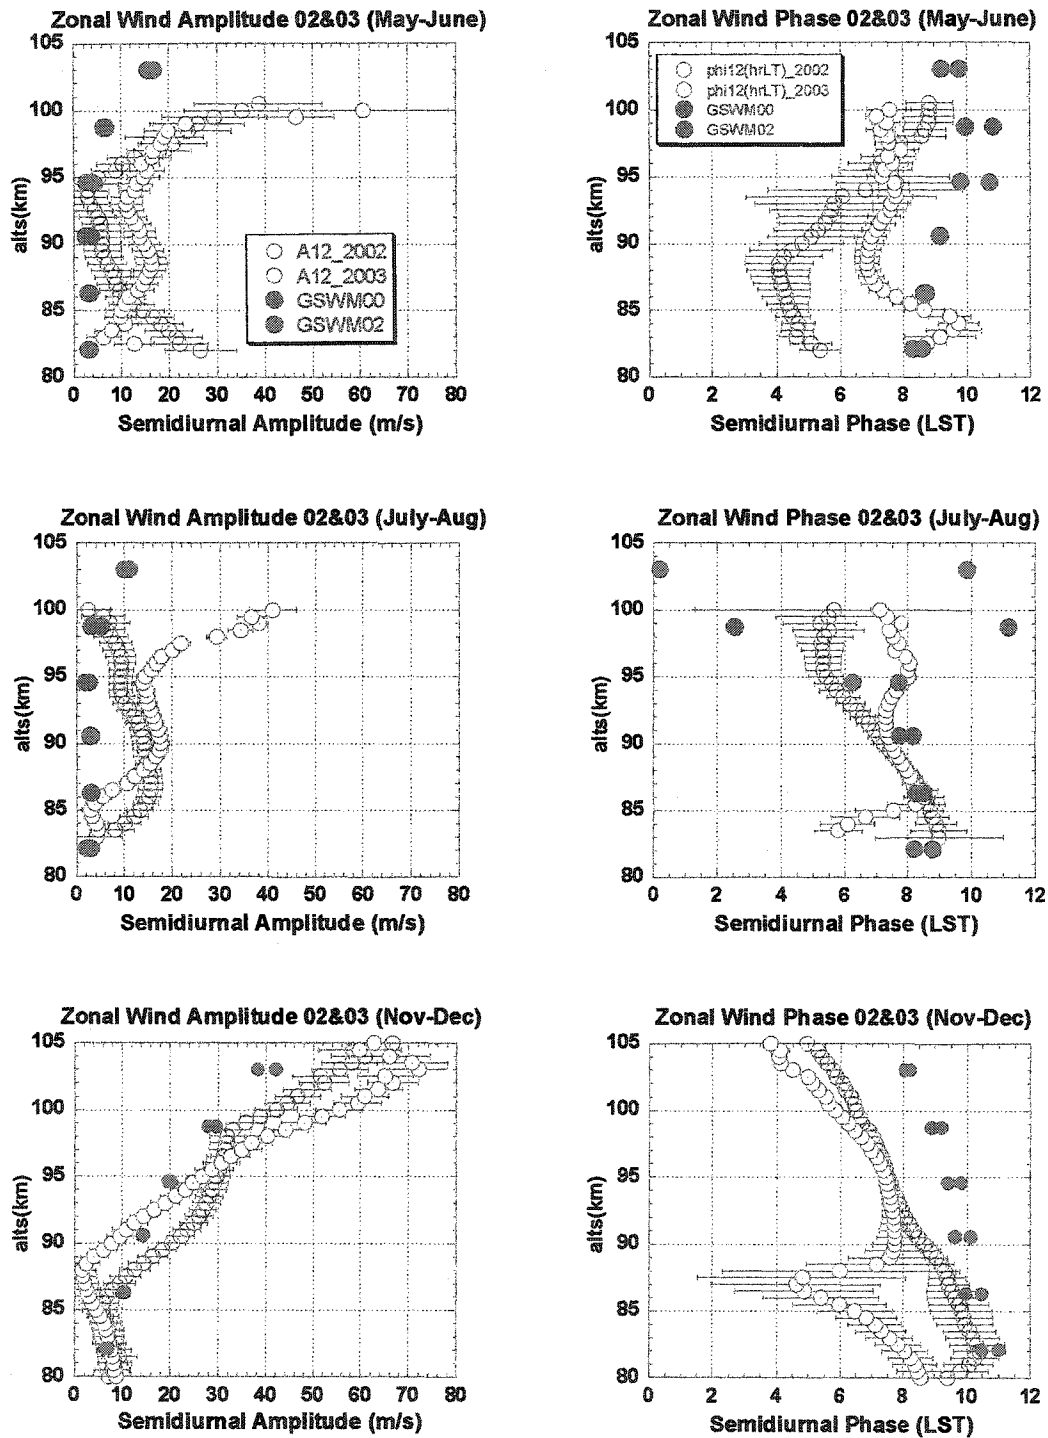 Zonal Wind Amplitude 02&03 (May-June)
105
100
95
90
85
80
alts(km)
A12_2002
A12_2003
GSWM00
GSWM02
0 10 20 30 40 50 60 70 80
Semidiurnal Amplitude (m/s)
Zonal Wind Phase 02&03 (May-June)
105
100
95
90
85
80
alts(km)
phi12(hrLT)_2002
phi12(hrLT)_2003
GSWM00
GSWM02
0 2 4 6 8 10 12
Semidiurnal Phase (LST)
Zonal Wind Amplitude 02&03 (July-Aug)
105
100
95
90
85
80
alts(km)
0 10 20 30 40 50 60 70 80
Semidiurnal Amplitude (m/s)
Zonal Wind Phase 02&03 (July-Aug)
105
100
95
90
85
80
alts(km)
0 2 4 6 8 10 12
Semidiurnal Phase (LST)
Zonal Wind Amplitude 02&03 (Nov-Dec)
105
100
95
90
85
80
alts(km)
0 10 20 30 40 50 60 70 80
Semidiurnal Amplitude (m/s)
Zonal Wind Phase 02&03 (Nov-Dec)
105
100
95
90
85
80
alts(km)
0 2 4 6 8 10 12
Semidiurnal Phase (LST)